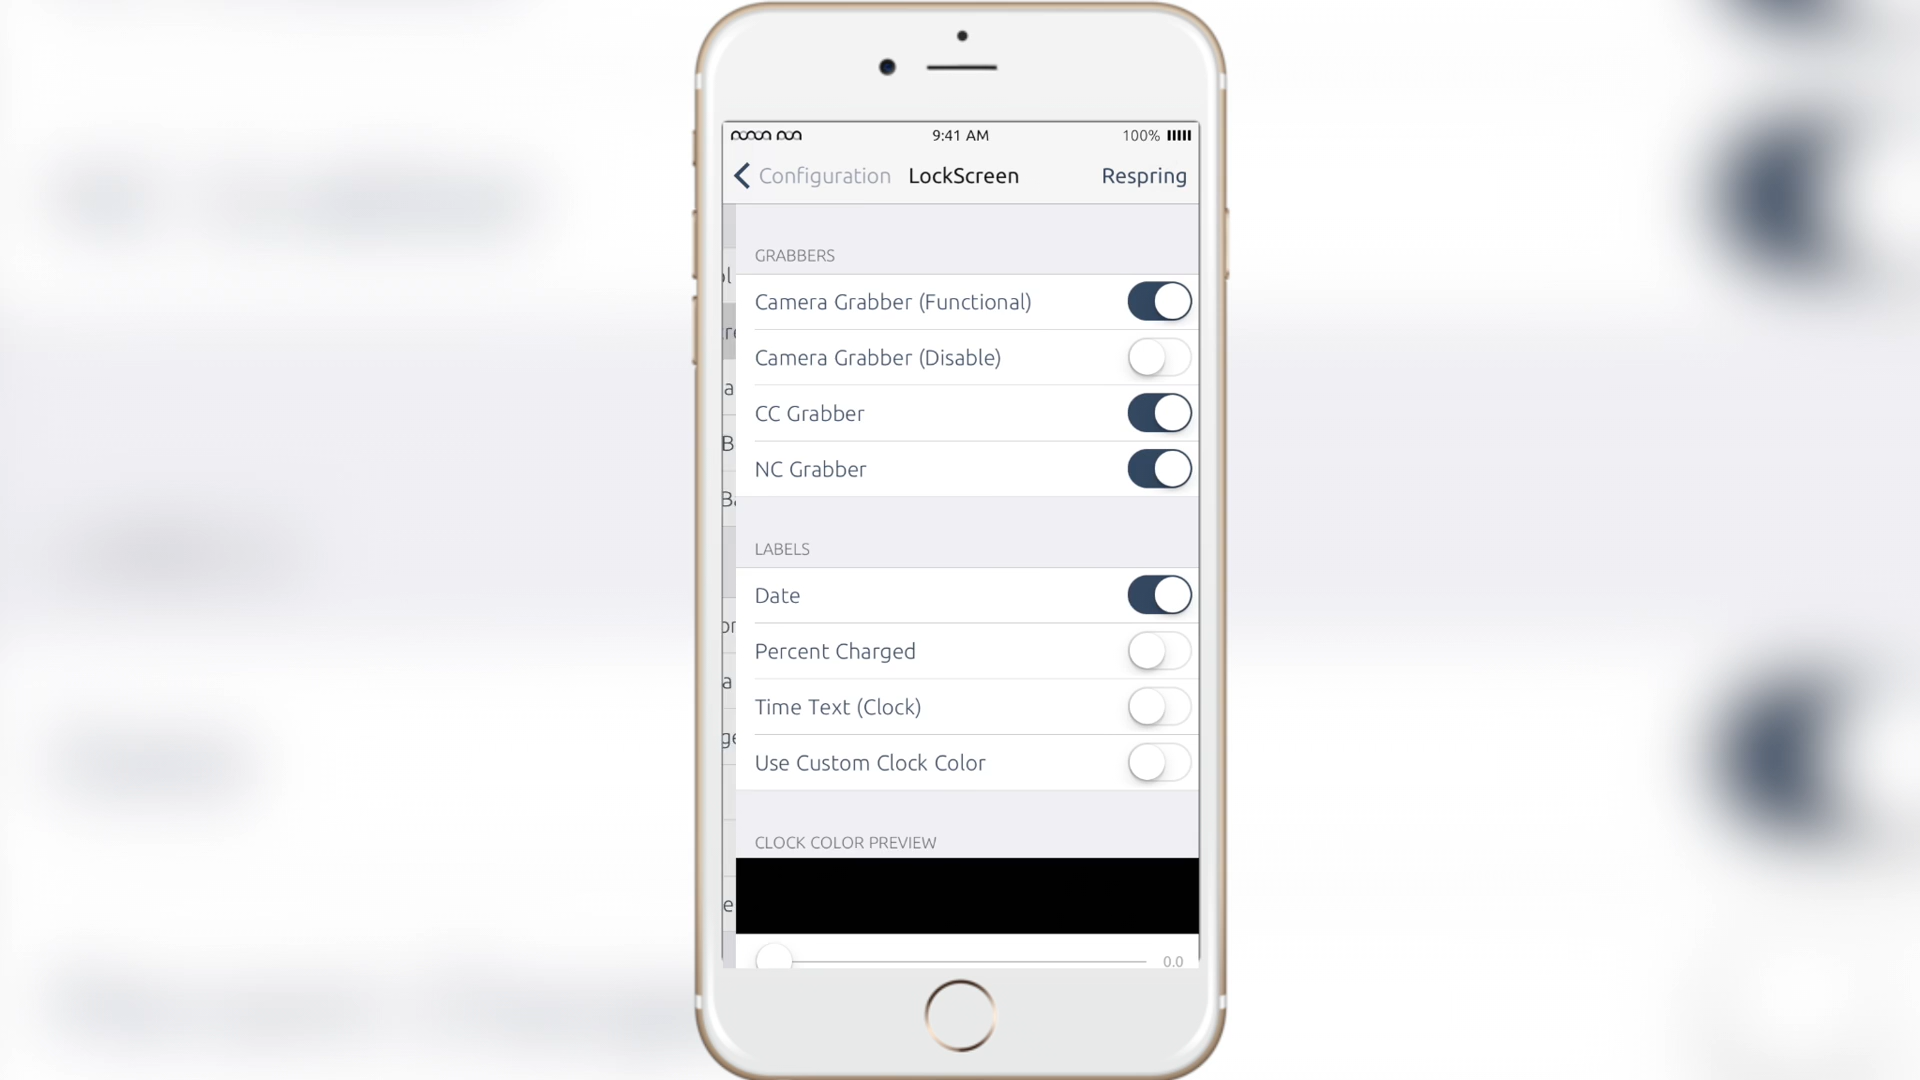 9:41 AM
100%
Configuration
LockScreen
Respring
GRABBERS
Camera Grabber (Functional)
Camera Grabber (Disable)
CC Grabber
NC Grabber
LABELS
Date
Percent Charged
Time Text (Clock)
Use Custom Clock Color
CLOCK COLOR PREVIEW
0.0